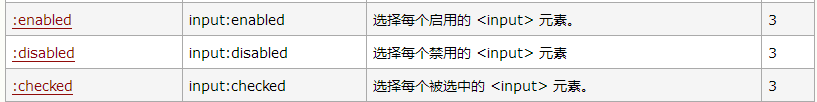 :enabled input:enabled 选择每个启用的 <input> 元素。 3
:disabled input:disabled 选择每个禁用的 <input> 元素 3
:checked input:checked 选择每个被选中的 <input> 元素。 3